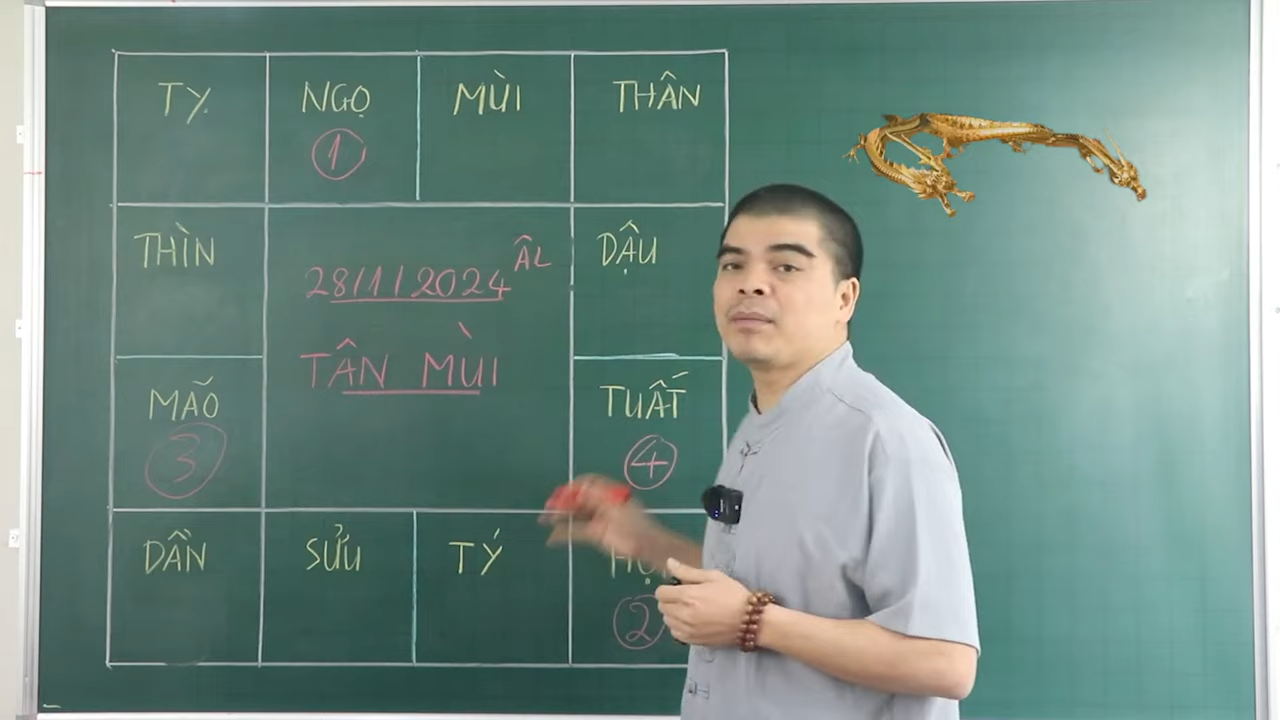 TỴ NGỌ MÙI THÂN
1
THÌN DẬU
28/1/2024 ÂL
TÂN MÙI
MÃO TUẤT
3 4
DẦN SỬU TÝ
2